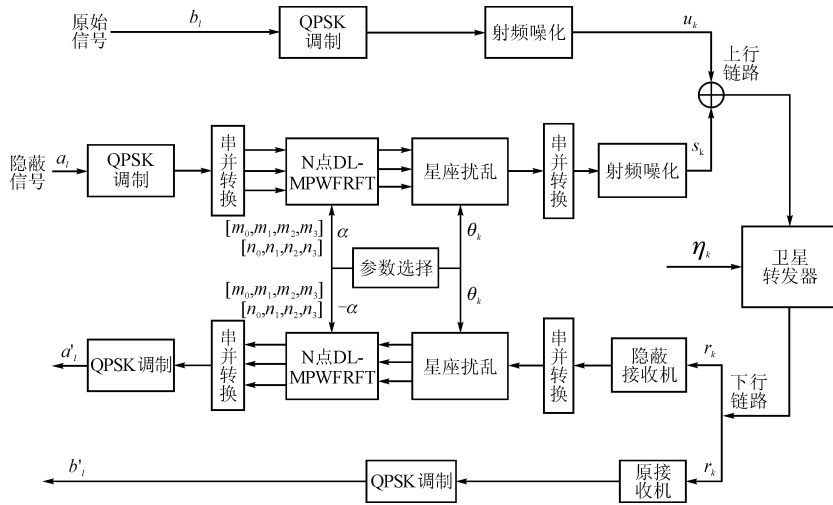 原始
信号
b_l
QPSK
调制
射频噪化
u_k
上行
链路
隐蔽
信号
a_l
QPSK
调制
串并转换
N点DL-
MPWFRFT
星座扰乱
串并转换
射频噪化
s_k
[m_0,m_1,m_2,m_3]
[n_0,n_1,n_2,n_3]
α
参数选择
θ_k
η_k
卫星
转发器
[m_0,m_1,m_2,m_3]
[n_0,n_1,n_2,n_3]
-α
θ_k
a'_l
QPSK调制
串并转换
N点DL-
MPWFRFT
星座扰乱
串并转换
隐蔽
接收机
r_k
下行
链路
b'_l
QPSK调制
原接
收机
r_k